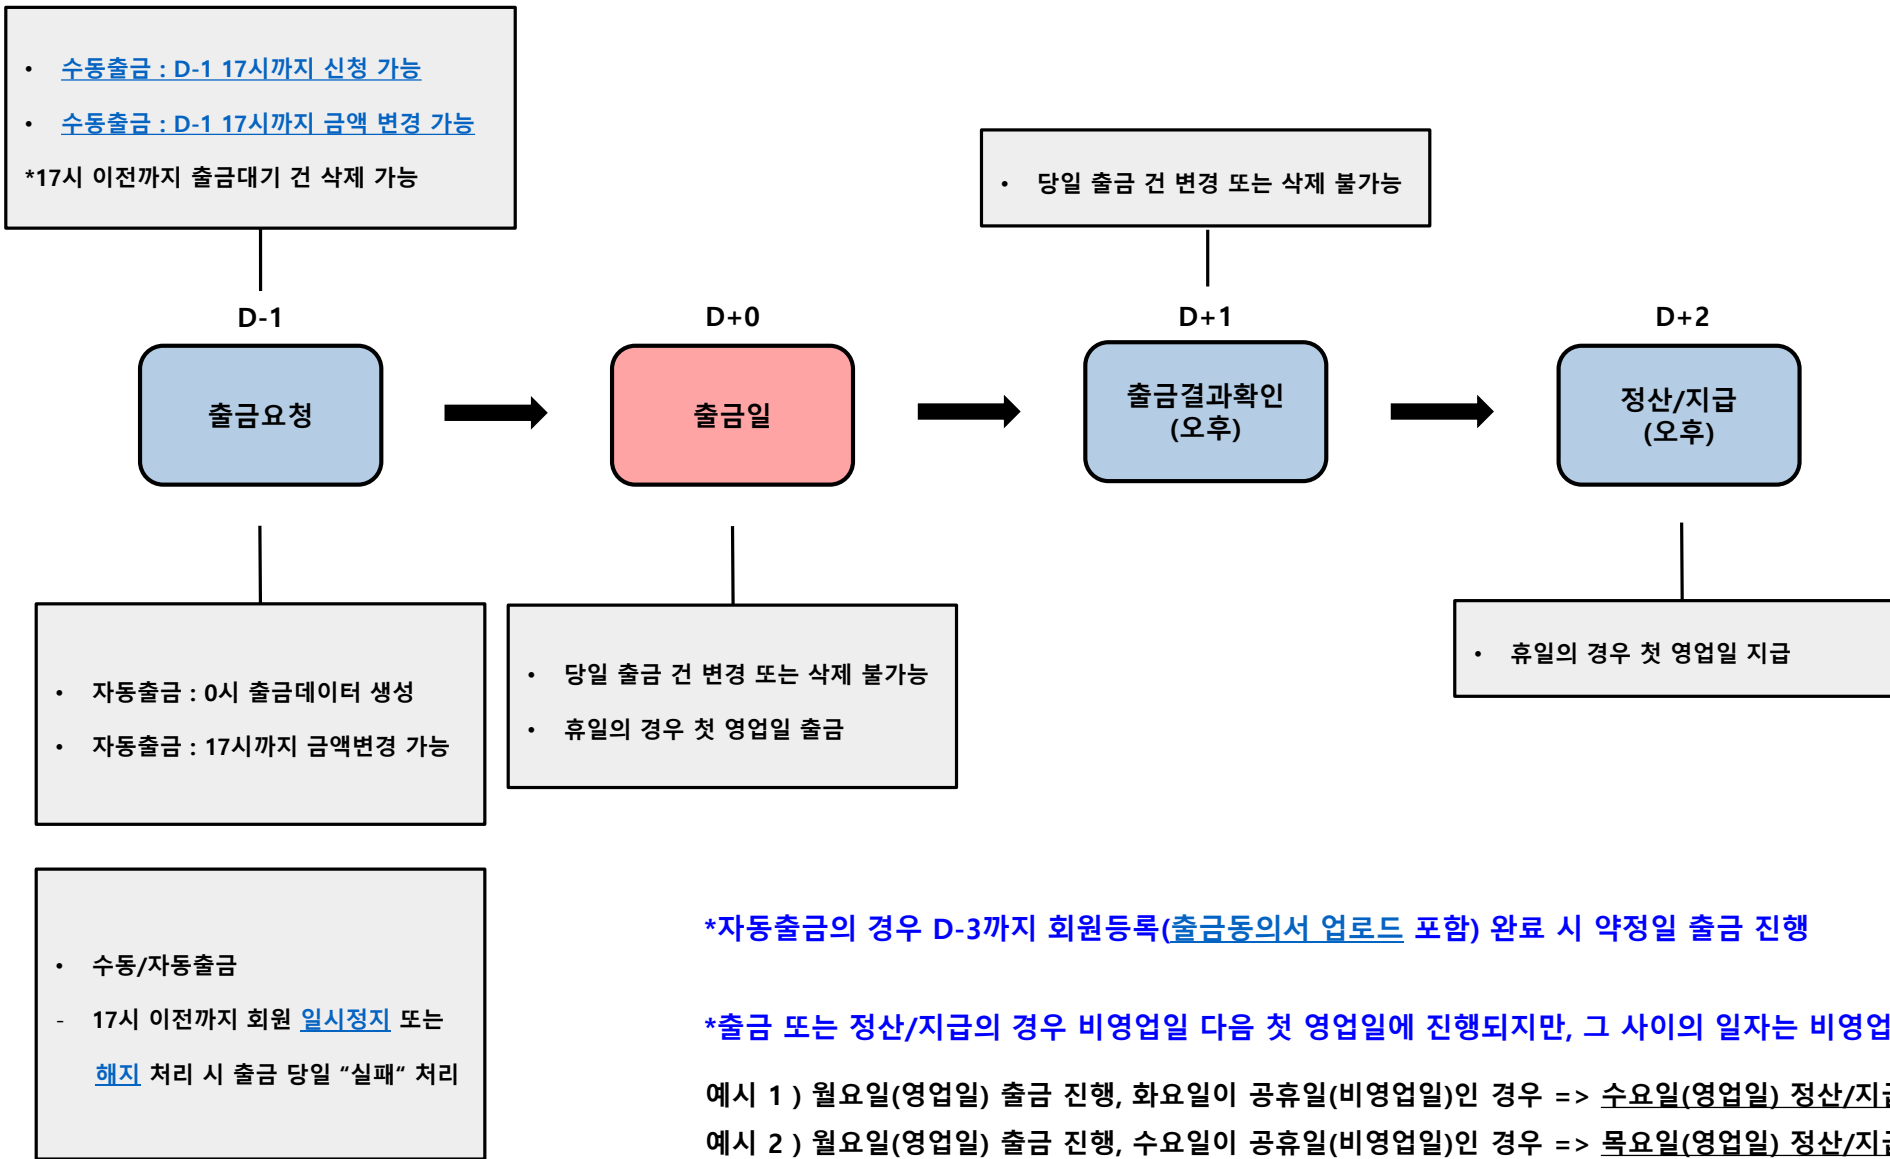 • 수동출금 : D-1 17시까지 신청 가능
• 수동출금 : D-1 17시까지 금액 변경 가능
*17시 이전까지 출금대기 건 삭제 가능
• 당일 출금 건 변경 또는 삭제 불가능
D-1
D+0
D+1
D+2
출금요청
출금일
출금결과확인
(오후)
정산/지급
(오후)
• 자동출금 : 0시 출금데이터 생성
• 자동출금 : 17시까지 금액변경 가능
• 당일 출금 건 변경 또는 삭제 불가능
• 휴일의 경우 첫 영업일 출금
• 휴일의 경우 첫 영업일 지급
• 수동/자동출금
- 17시 이전까지 회원 일시정지 또는
해지 처리 시 출금 당일 “실패“ 처리
*자동출금의 경우 D-3까지 회원등록(출금동의서 업로드 포함) 완료 시 약정일 출금 진행
*출금 또는 정산/지급의 경우 비영업일 다음 첫 영업일에 진행되지만, 그 사이의 일자는 비영업
예시 1 ) 월요일(영업일) 출금 진행, 화요일이 공휴일(비영업일)인 경우 => 수요일(영업일) 정산/지급
예시 2 ) 월요일(영업일) 출금 진행, 수요일이 공휴일(비영업일)인 경우 => 목요일(영업일) 정산/지급